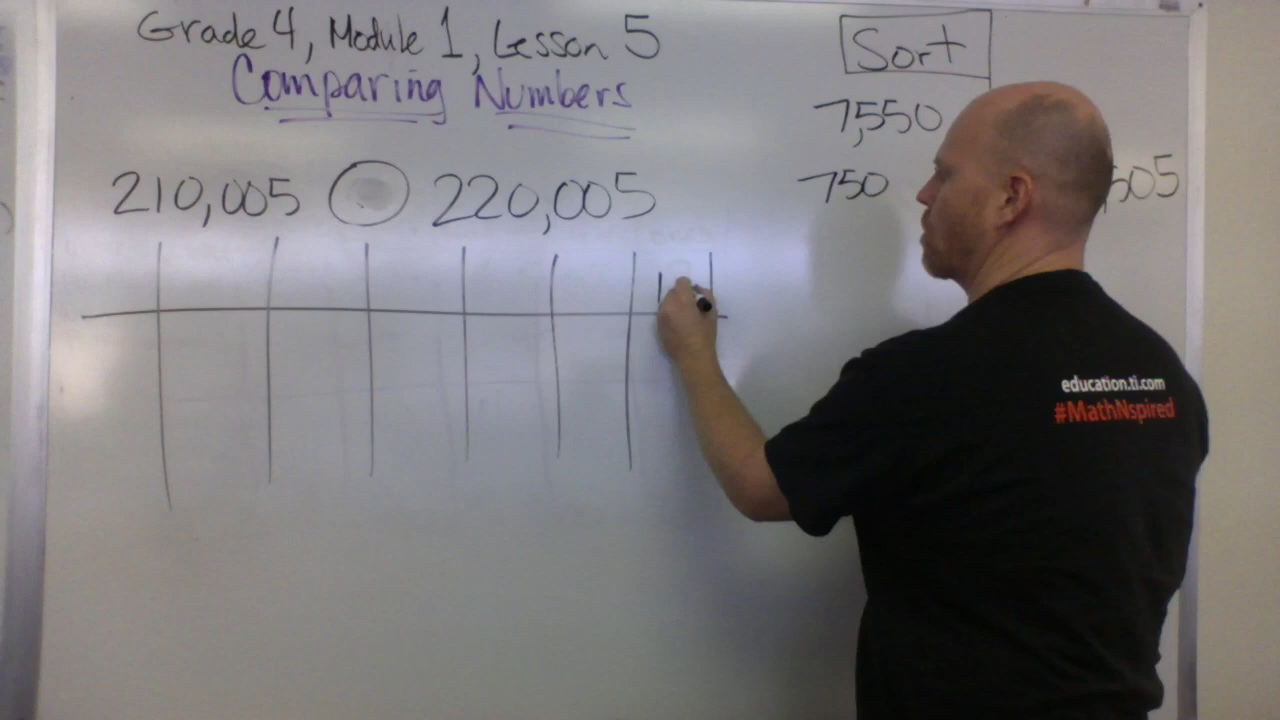 Grade 4, Module 1, Lesson 5
Comparing Numbers
210,005 220,005
Sort
7,550
750
505
education.ti.com
#MathNspired